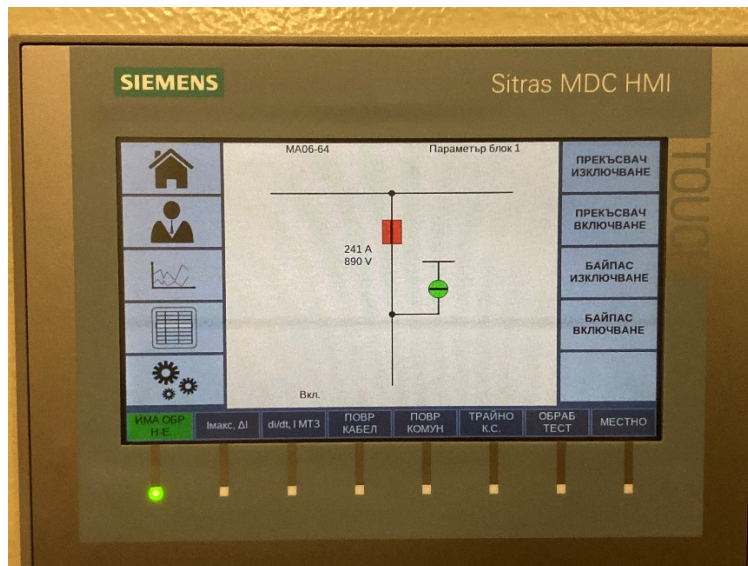 SIEMENS
Sitras MDC HMI
TOUCH
МА06-64
Параметър блок 1
241 A
890 V
Вкл.
ПРЕКЪСВАЧ
ИЗКЛЮЧВАНЕ
ПРЕКЪСВАЧ
ВКЛЮЧВАНЕ
БАЙПАС
ИЗКЛЮЧВАНЕ
БАЙПАС
ВКЛЮЧВАНЕ
ИМА ОБР
Н-Е
Iмакс, ΔI
di/dt, I МТЗ
ПОВР
КАБЕЛ
ПОВР
КОМУН
ТРАЙНО
К.С.
ОБРАБ
ТЕСТ
МЕСТНО